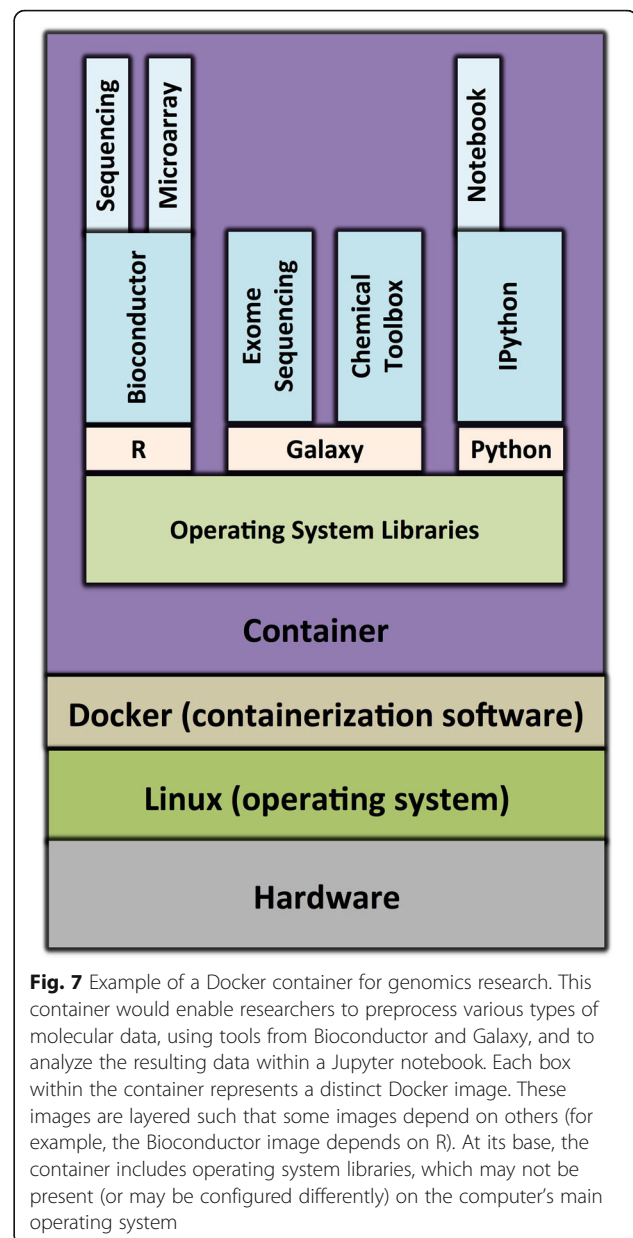 Sequencing
Microarray
Notebook
Bioconductor
Exome
Sequencing
Chemical
Toolbox
IPython
R
Galaxy
Python
Operating System Libraries
Container
Docker (containerization software)
Linux (operating system)
Hardware
Fig. 7 Example of a Docker container for genomics research. This
container would enable researchers to preprocess various types of
molecular data, using tools from Bioconductor and Galaxy, and to
analyze the resulting data within a Jupyter notebook. Each box
within the container represents a distinct Docker image. These
images are layered such that some images depend on others (for
example, the Bioconductor image depends on R). At its base, the
container includes operating system libraries, which may not be
present (or may be configured differently) on the computer's main
operating system